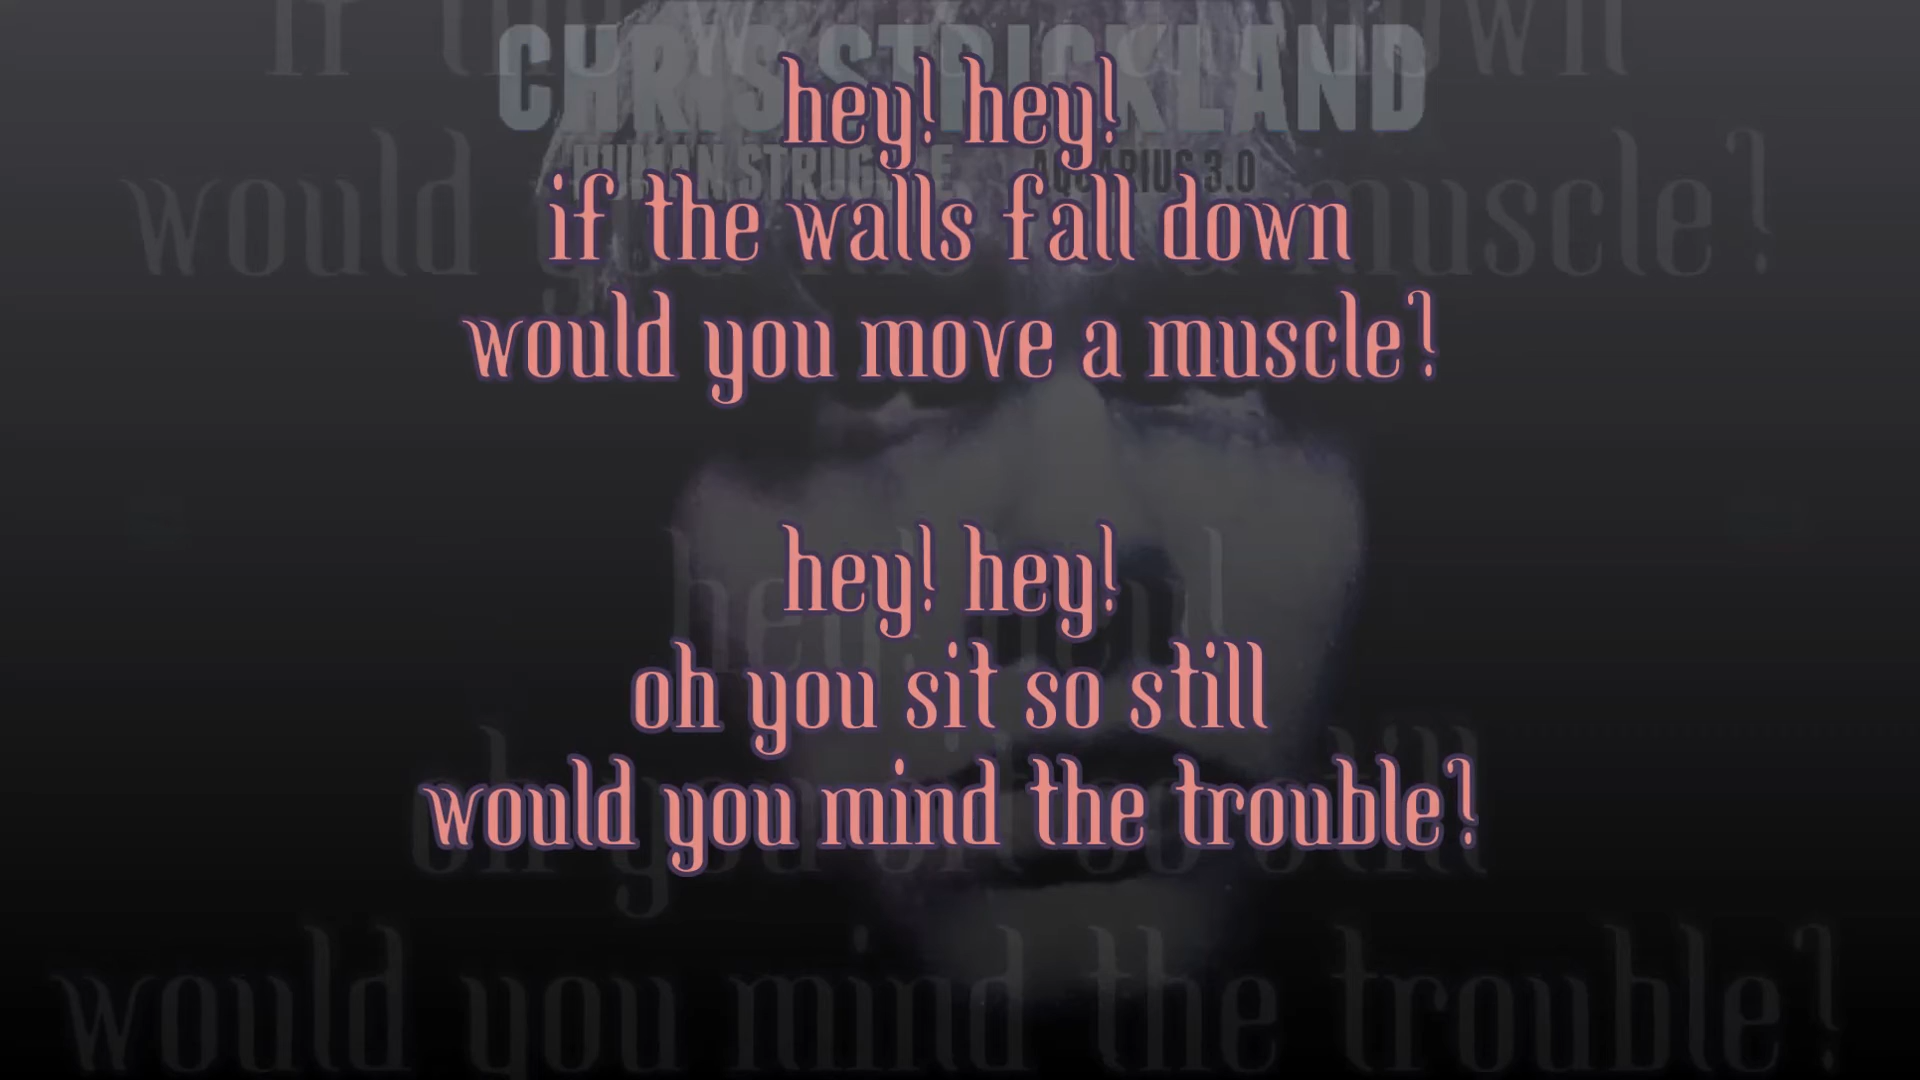 CHRIS STRICKLAND
HUMAN STRUGGLE AQUARIUS 3.0
hey! hey!
if the walls fall down
would you move a muscle?
hey! hey!
oh you sit so still
would you mind the trouble?